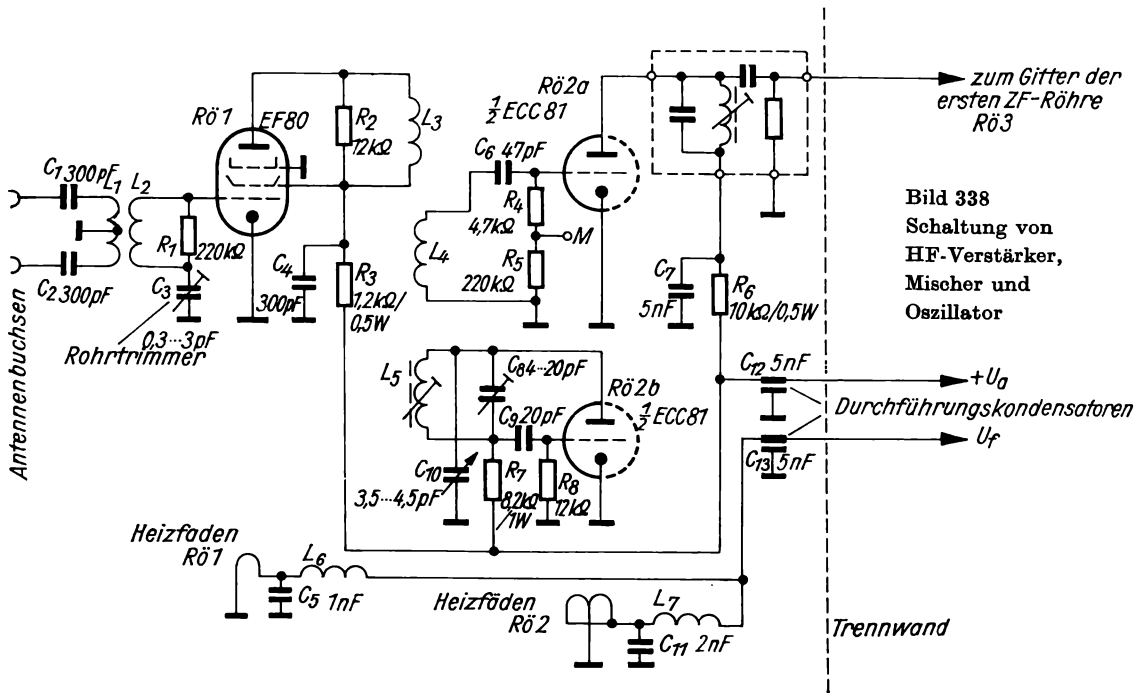 Antennenbuchsen
C1 300pF
L1
L2
C2 300pF
R1
220kΩ
C3
0,3...3pF
Rohrtrimmer
Rö1
EF80
R2
12kΩ
L3
C4
300pF
R3
1,2kΩ/
0,5W
Rö2a
½ ECC 81
C6 47pF
R4
4,7kΩ
M
L4
R5
220kΩ
C7
5nF
R6
10kΩ/0,5W
zum Gitter der
ersten ZF-Röhre
Rö3
Bild 338
Schaltung von
HF-Verstärker,
Mischer und
Oszillator
L5
C8 4...20pF
Rö2b
½ ECC81
C9 20pF
C10
3,5...4,5pF
R7
8,2kΩ
/1W
R8
12kΩ
C12 5nF
+Ua
Durchführungskondensatoren
Uf
C13 5nF
Heizfaden
Rö1
L6
C5 1nF
Heizfäden
Rö2
L7
C11 2nF
Trennwand